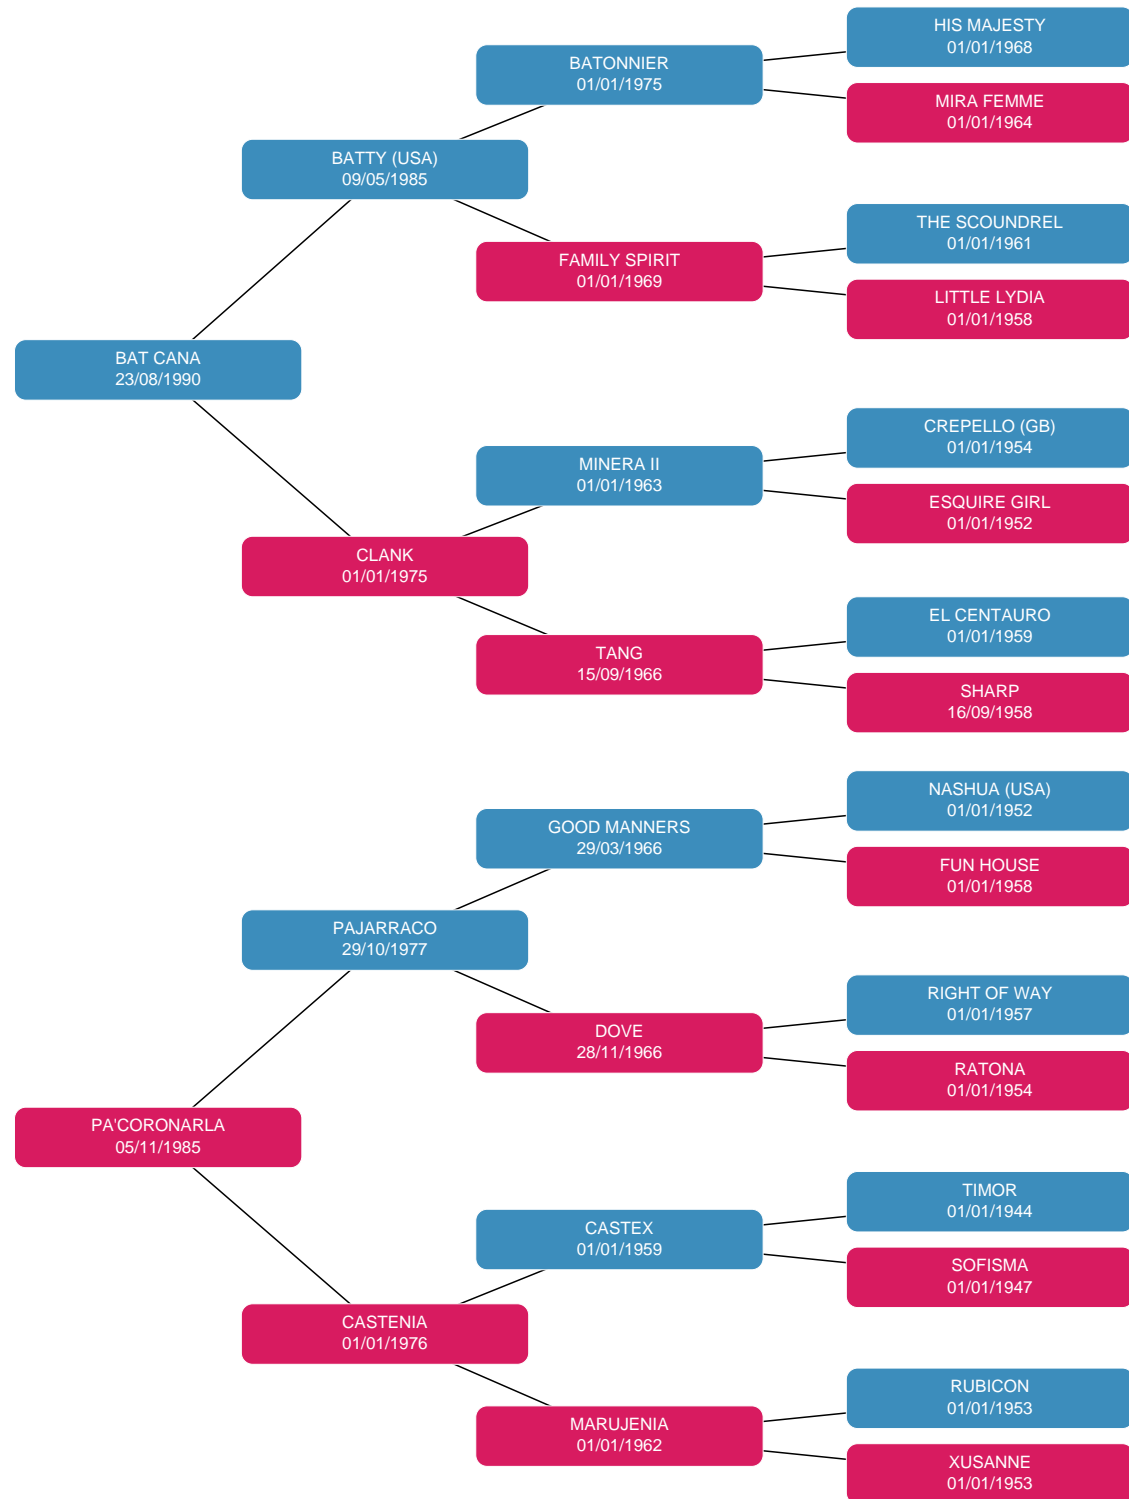 HIS MAJESTY
01/01/1968
BATONNIER
01/01/1975
MIRA FEMME
01/01/1964
BATTY (USA)
09/05/1985
THE SCOUNDREL
01/01/1961
FAMILY SPIRIT
01/01/1969
LITTLE LYDIA
01/01/1958
BAT CANA
23/08/1990
CREPELLO (GB)
01/01/1954
MINERA II
01/01/1963
ESQUIRE GIRL
01/01/1952
CLANK
01/01/1975
EL CENTAURO
01/01/1959
TANG
15/09/1966
SHARP
16/09/1958
NASHUA (USA)
01/01/1952
GOOD MANNERS
29/03/1966
FUN HOUSE
01/01/1958
PAJARRACO
29/10/1977
RIGHT OF WAY
01/01/1957
DOVE
28/11/1966
RATONA
01/01/1954
PA'CORONARLA
05/11/1985
TIMOR
01/01/1944
CASTEX
01/01/1959
SOFISMA
01/01/1947
CASTENIA
01/01/1976
RUBICON
01/01/1953
MARUJENIA
01/01/1962
XUSANNE
01/01/1953